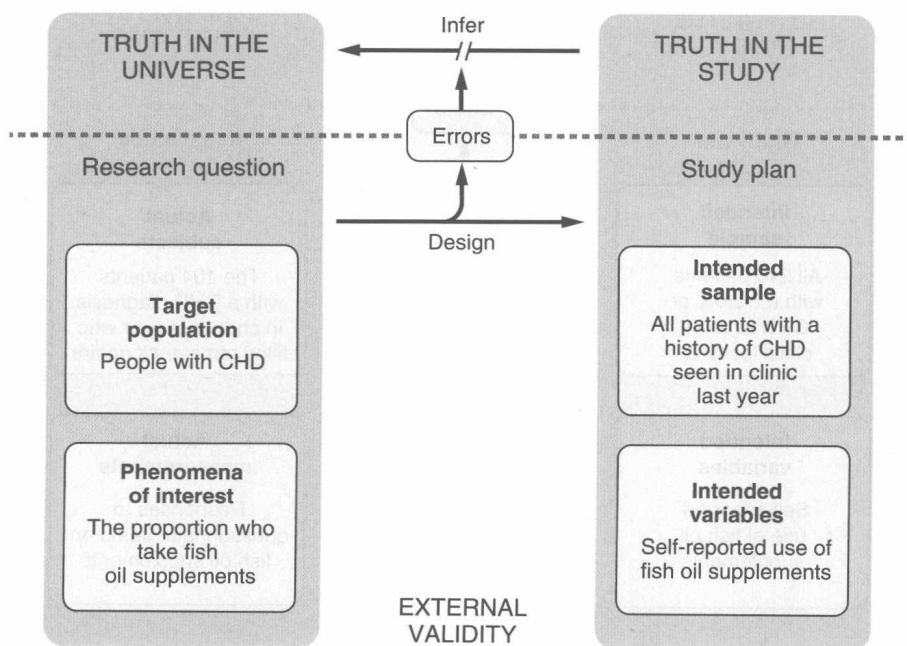 TRUTH IN THE
UNIVERSE
Infer
TRUTH IN THE
STUDY
Errors
Research question
Study plan
Design
Target
population
People with CHD
Intended
sample
All patients with a
history of CHD
seen in clinic
last year
Phenomena
of interest
The proportion who
take fish
oil supplements
Intended
variables
Self-reported use of
fish oil supplements
EXTERNAL
VALIDITY